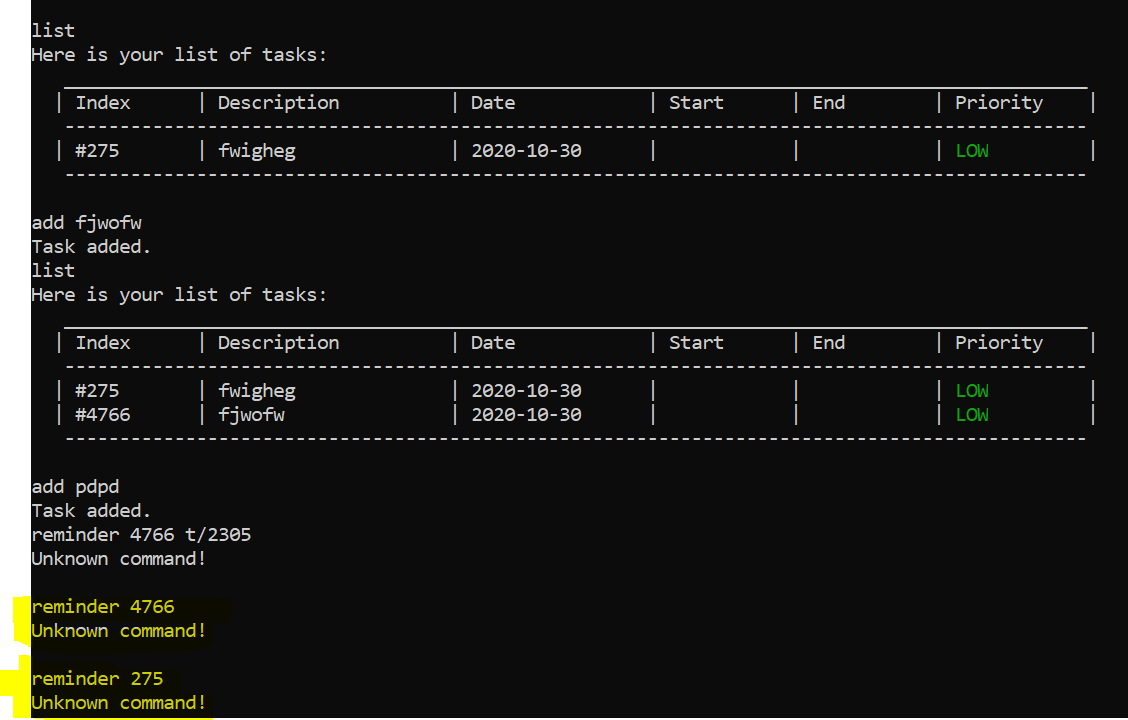 list
Here is your list of tasks:
| Index | Description | Date | Start | End | Priority |
| #275 | fwigheg | 2020-10-30 | | | LOW |
add fjwofw
Task added.
list
Here is your list of tasks:
| Index | Description | Date | Start | End | Priority |
| #275 | fwigheg | 2020-10-30 | | | LOW |
| #4766 | fjwofw | 2020-10-30 | | | LOW |
add pdpd
Task added.
reminder 4766 t/2305
Unknown command!
reminder 4766
Unknown command!
reminder 275
Unknown command!